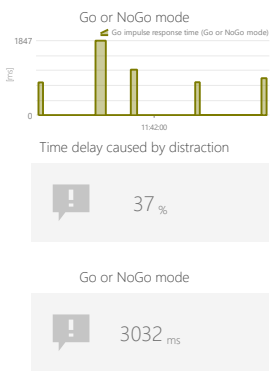 Go or NoGo mode
Go impulse response time (Go or NoGo mode)
1847
[ms]
0
11:42:00
Time delay caused by distraction
37 %
Go or NoGo mode
3032 ms